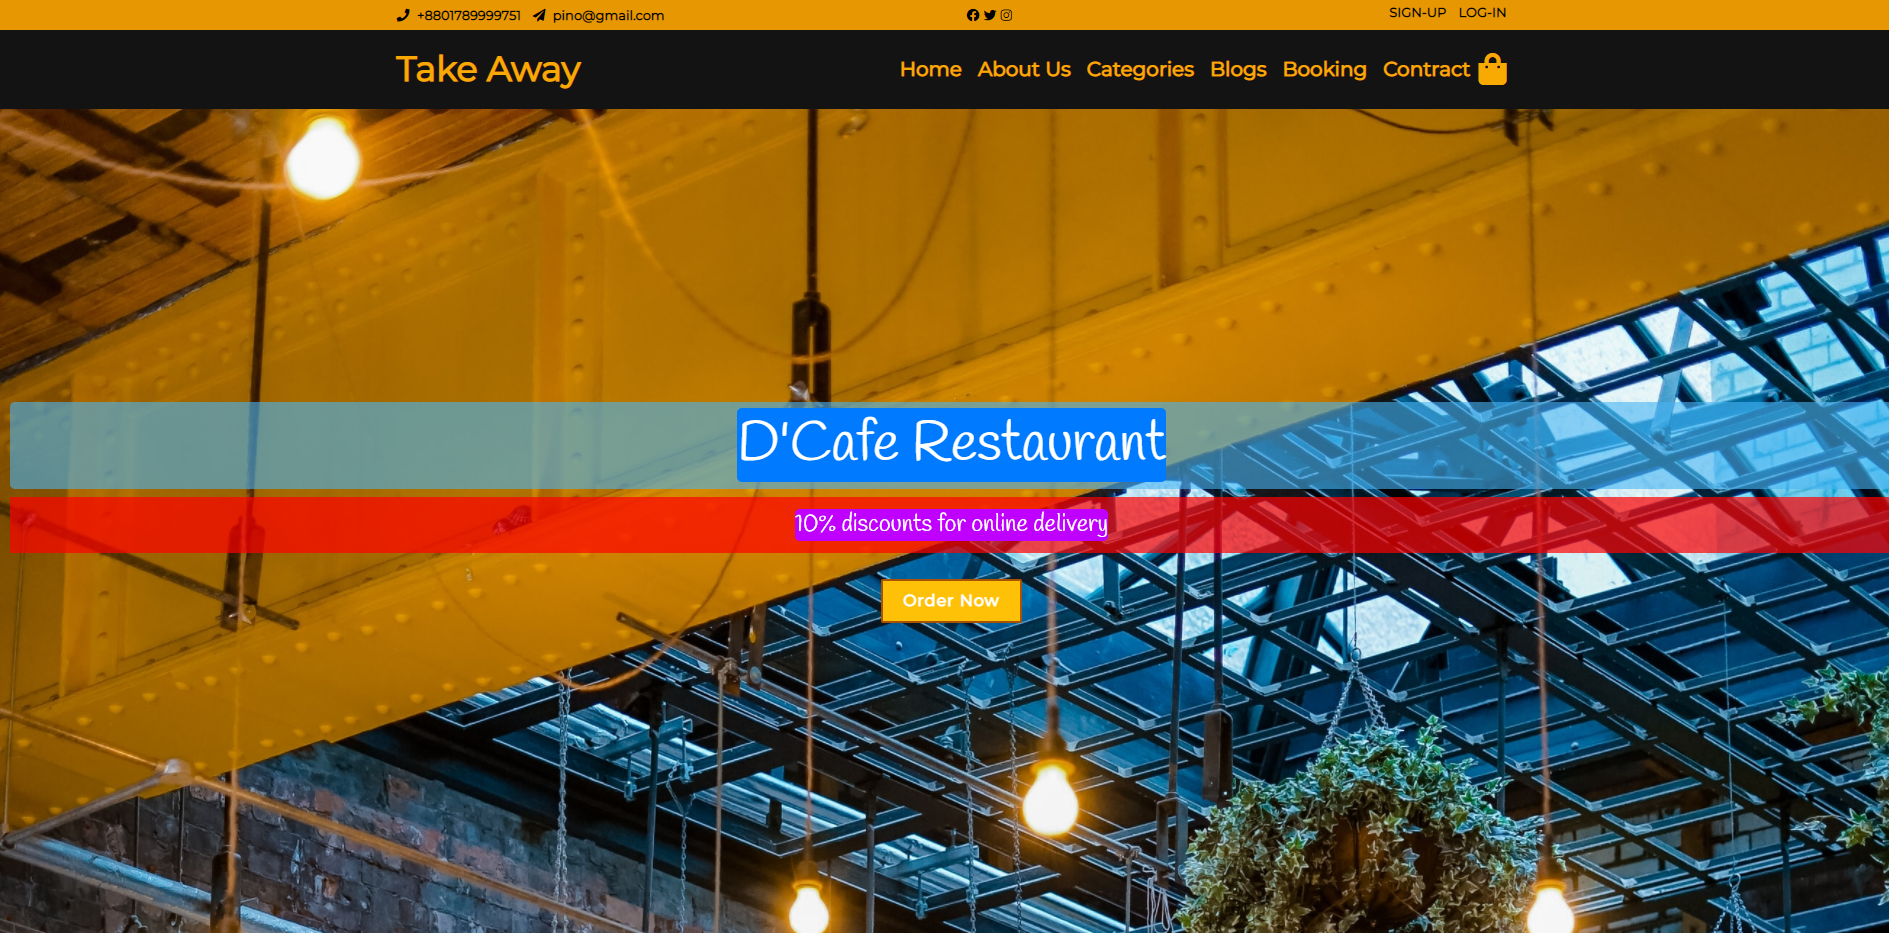 +8801789999751 pino@gmail.com SIGN-UP LOG-IN
Take Away Home About Us Categories Blogs Booking Contract
D'Cafe Restaurant
10% discounts for online delivery
Order Now